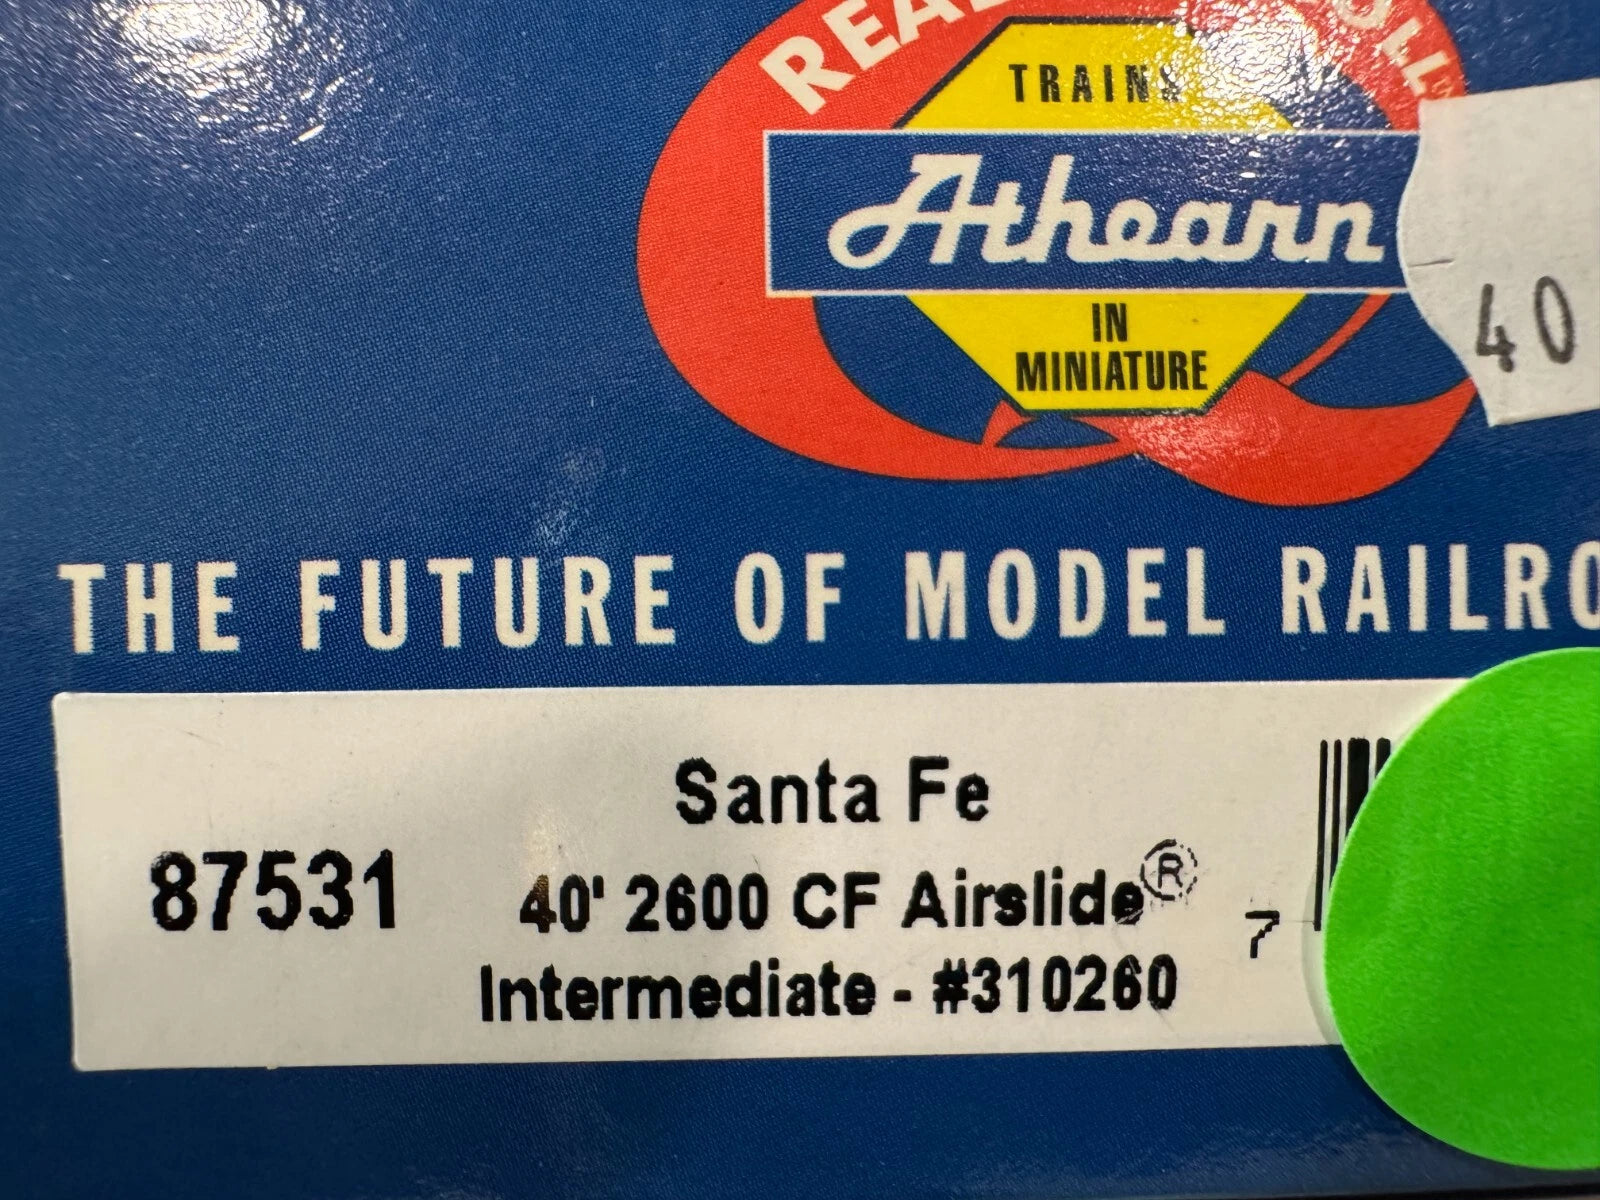 TRAINS
Athearn
IN
MINIATURE
40
THE FUTURE OF MODEL
Santa Fe
87531
40' 2600 CF Airslide®
Intermediate - #310260
7